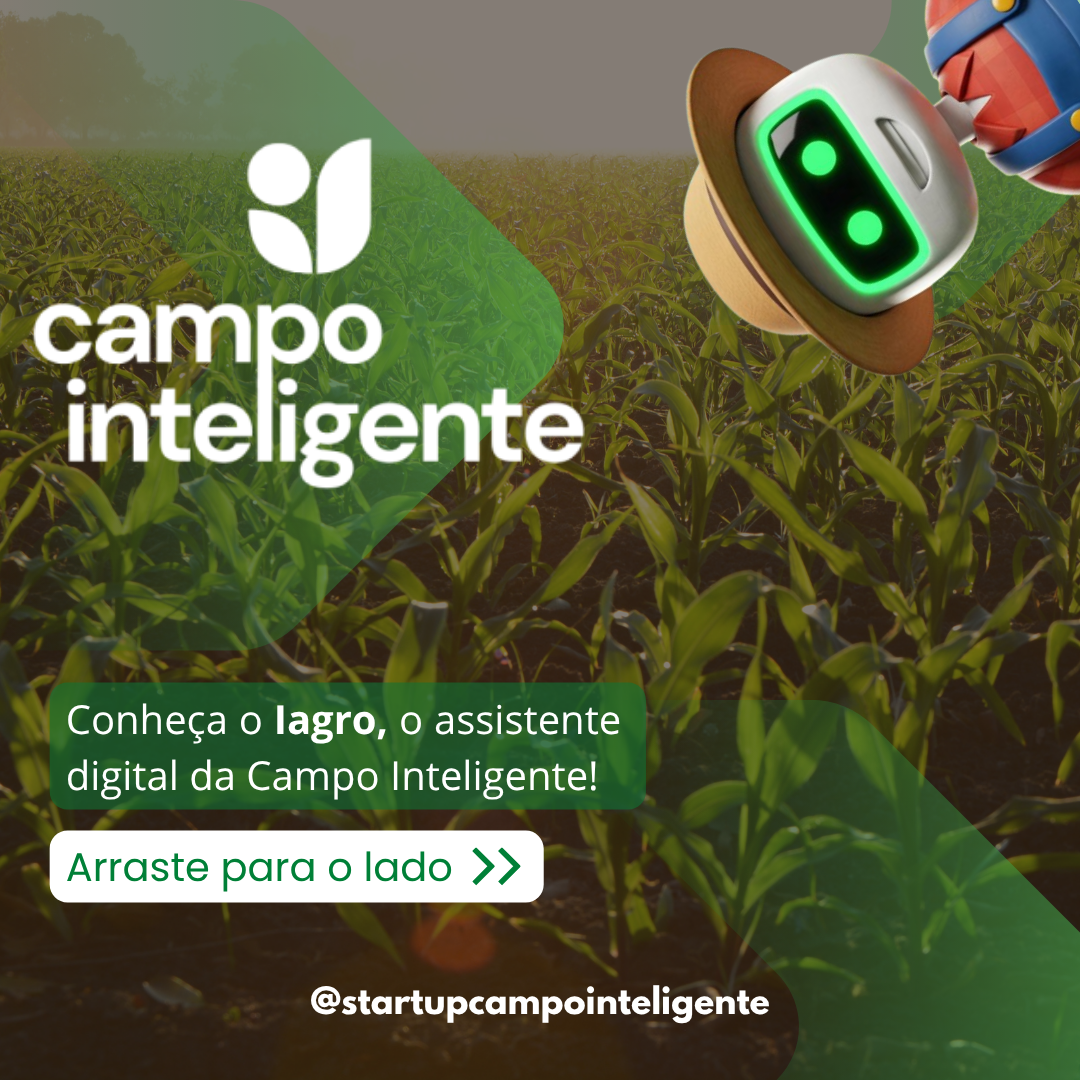 campo
inteligente
Conheça o Iagro, o assistente
digital da Campo Inteligente!
Arraste para o lado >>
@startupcampointeligente